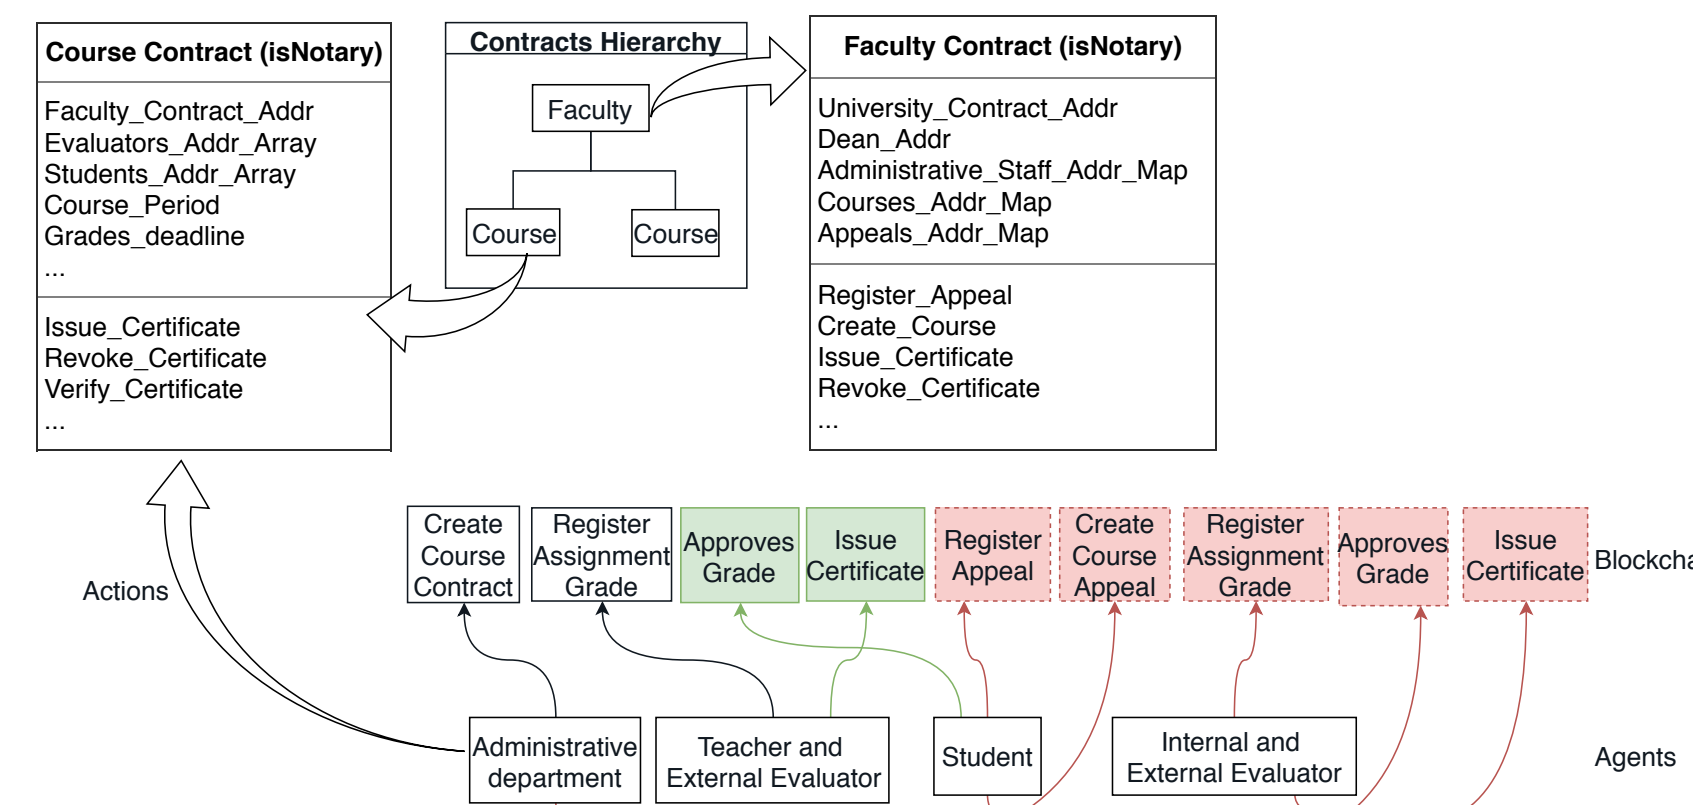 Course Contract (isNotary)
Faculty_Contract_Addr
Evaluators_Addr_Array
Students_Addr_Array
Course_Period
Grades_deadline
...
Issue_Certificate
Revoke_Certificate
Verify_Certificate
...
Contracts Hierarchy
Faculty
Course
Course
Faculty Contract (isNotary)
University_Contract_Addr
Dean_Addr
Administrative_Staff_Addr_Map
Courses_Addr_Map
Appeals_Addr_Map
Register_Appeal
Create_Course
Issue_Certificate
Revoke_Certificate
...
Actions
Create
Course
Contract
Register
Assignment
Grade
Approves
Grade
Issue
Certificate
Register
Appeal
Create
Course
Appeal
Register
Assignment
Grade
Approves
Grade
Issue
Certificate
Blockcha
Administrative
department
Teacher and
External Evaluator
Student
Internal and
External Evaluator
Agents